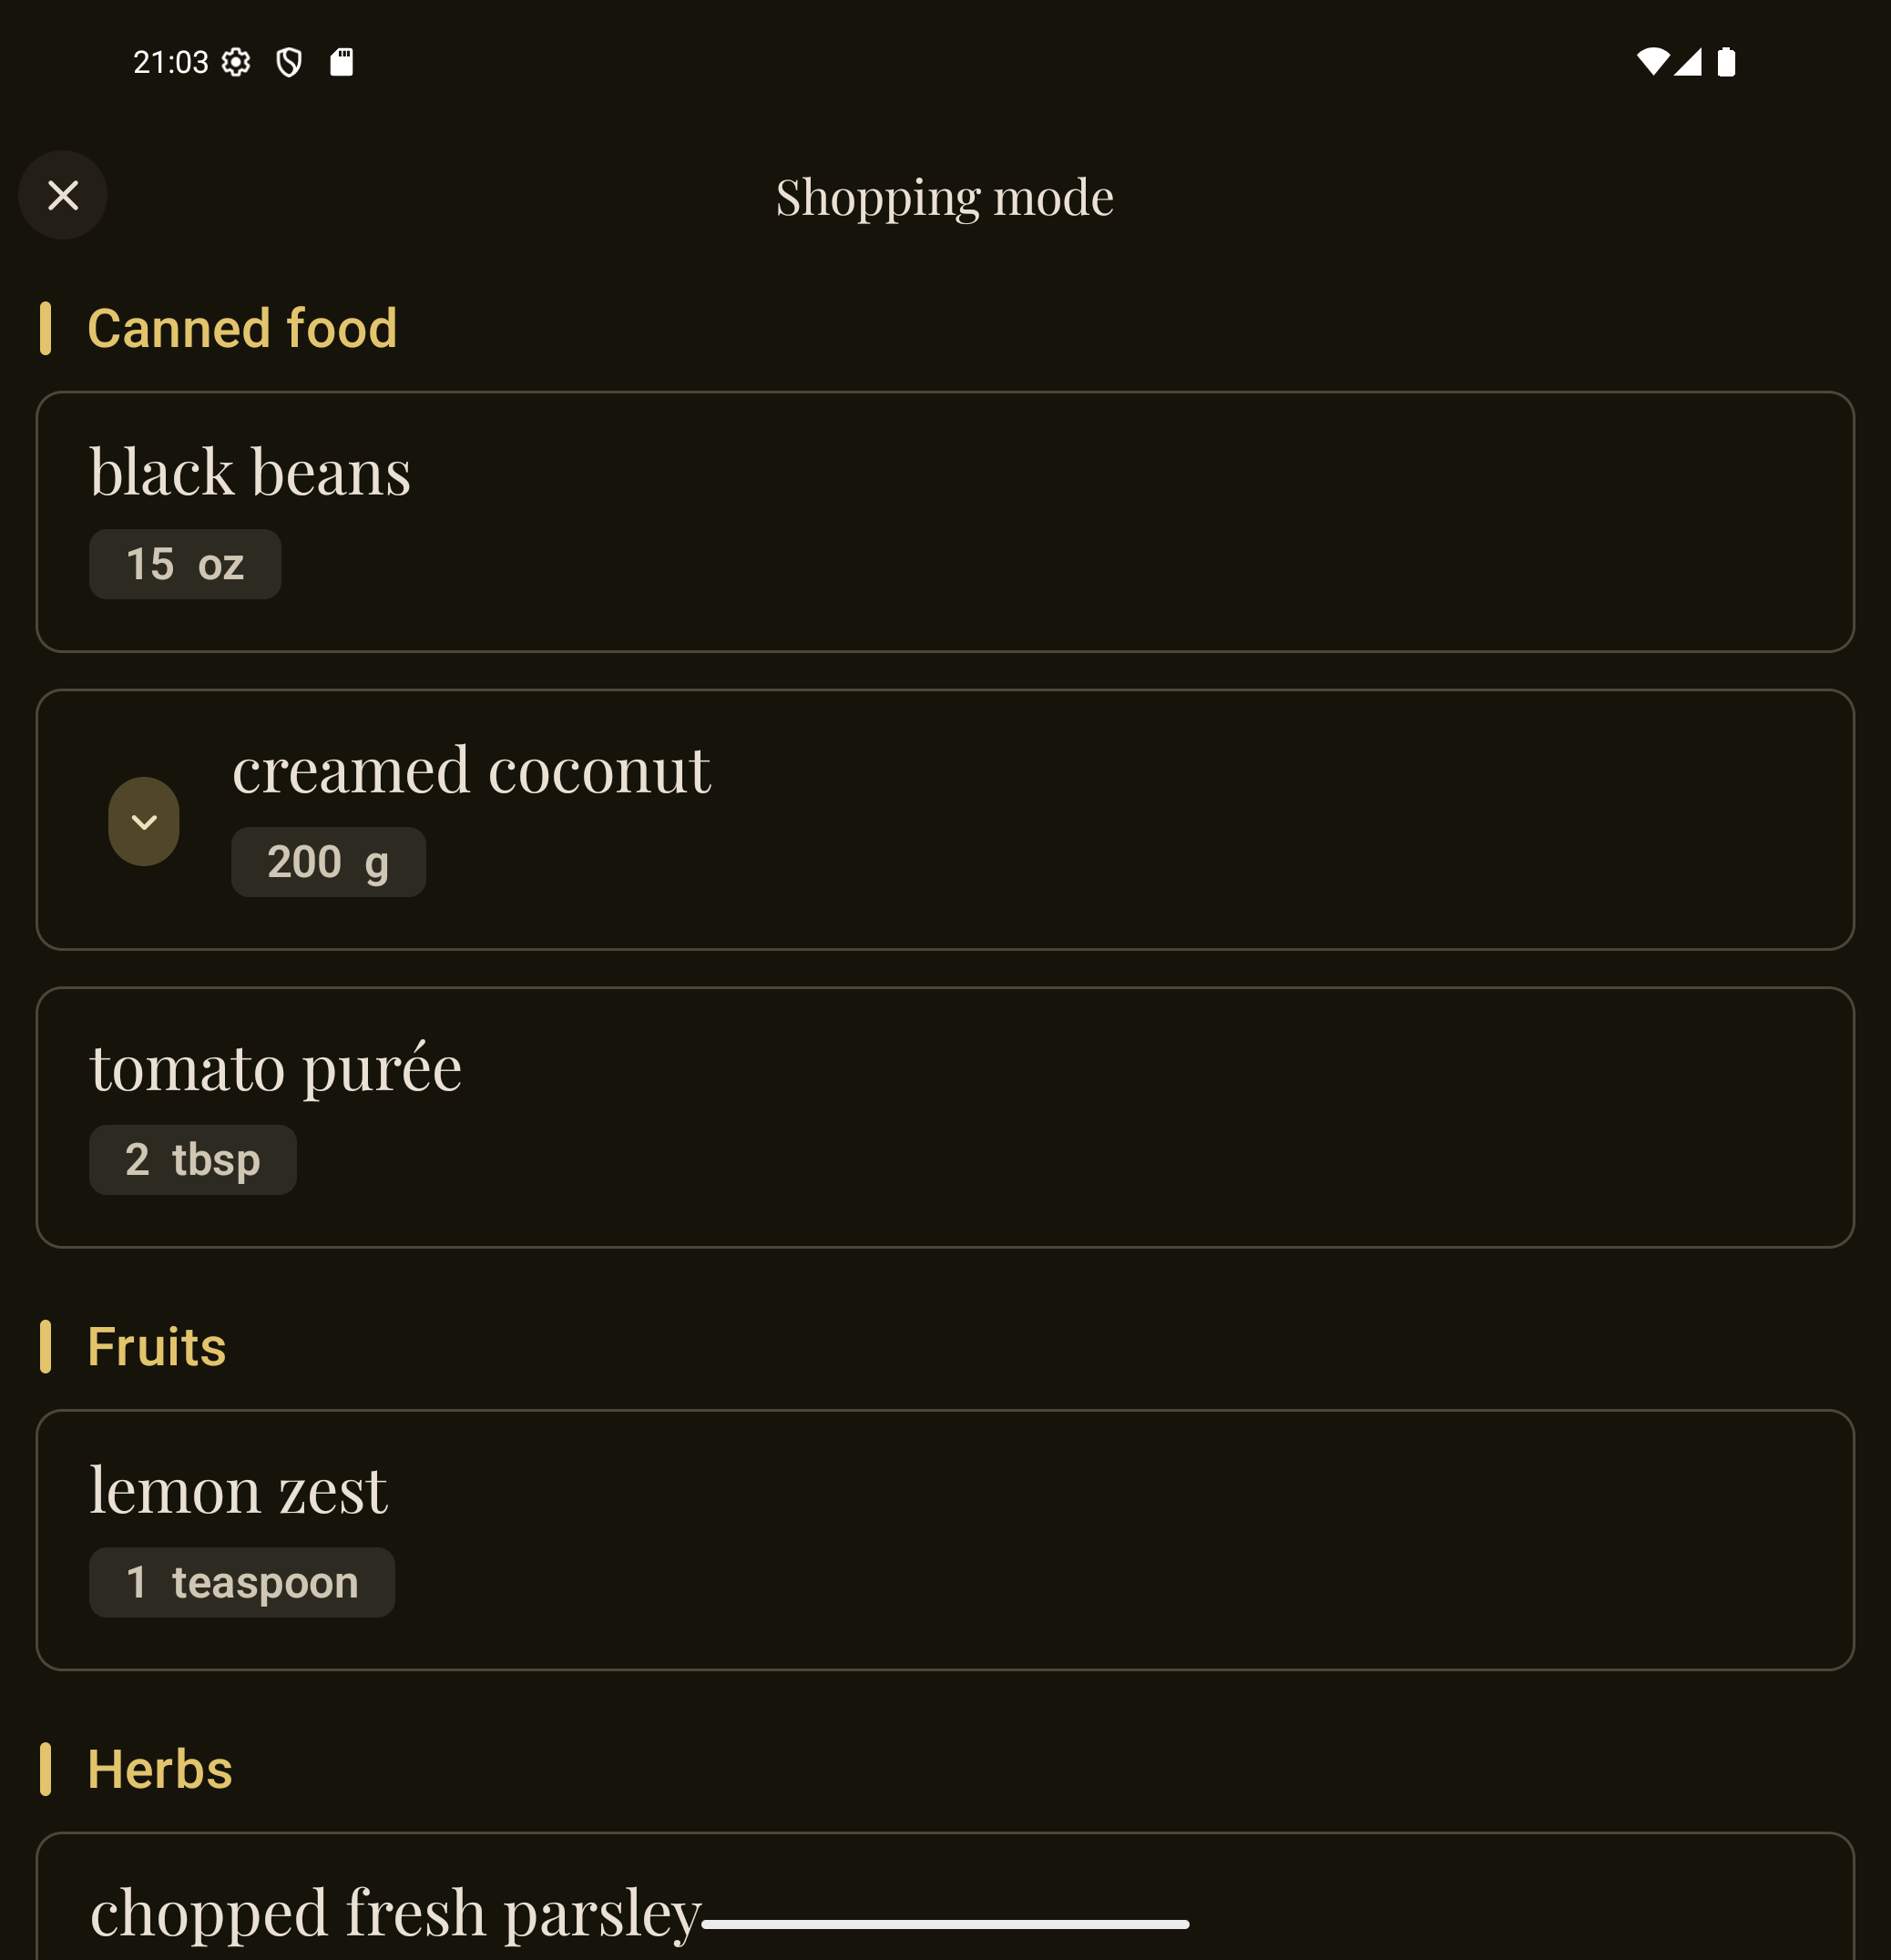 21:03
Shopping mode
Canned food
black beans
15 oz
creamed coconut
200 g
tomato purée
2 tbsp
Fruits
lemon zest
1 teaspoon
Herbs
chopped fresh parsley